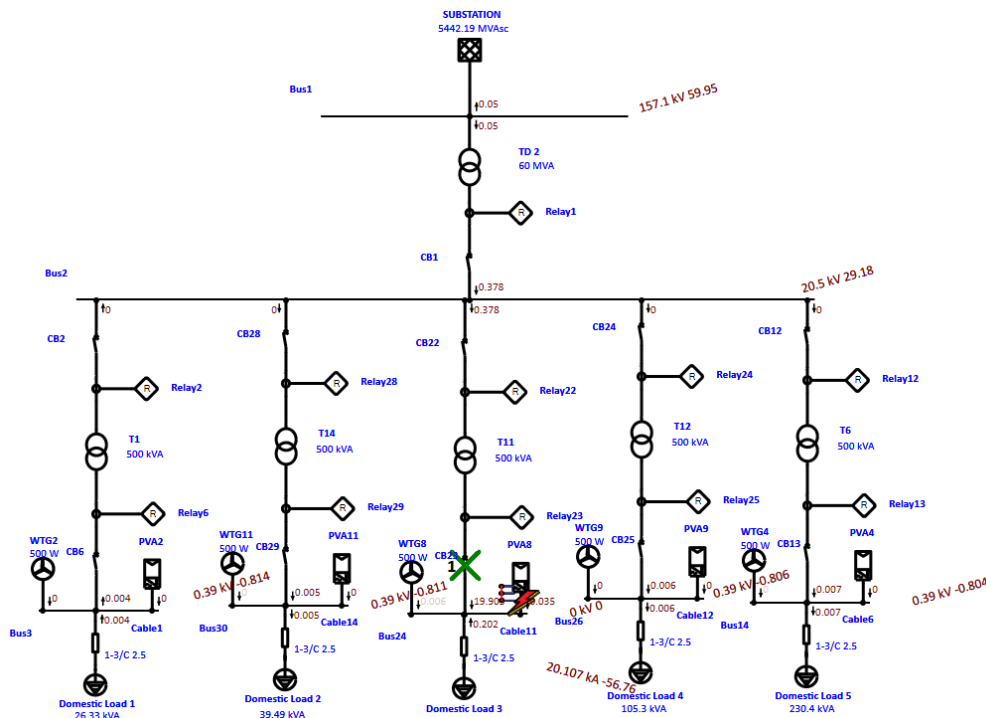 SUBSTATION
5442.19 MVAsc
Bus1
0.05
157.1 kV 59.95
0.05
TD 2
60 MVA
R
Relay1
CB1
Bus2
0.378
20.5 kV 29.18
0
0
0.378
0
0
CB2
CB28
CB22
CB24
CB12
R
Relay2
R
Relay28
R
Relay22
R
Relay24
R
Relay12
T1
500 kVA
T14
500 kVA
T11
500 kVA
T12
500 kVA
T6
500 kVA
R
Relay6
R
Relay29
R
Relay23
R
Relay25
R
Relay13
WTG2
500 W
CB6
PVA2
WTG11
500 W
CB29
PVA11
WTG8
500 W
1
PVA8
WTG9
500 W
CB25
PVA9
WTG4
500 W
CB13
PVA4
0
0.004
0
0.39 kV -0.814
0
0.005
0
0.39 kV -0.811
0.006
0 kV 0
0
0.006
0
0.39 kV -0.806
0
0.007
0
0.39 kV -0.804
Bus3
0.004
Cable1
Bus30
0.005
Cable14
Bus24
0.202
Cable11
Bus26
0.006
Cable12
Bus14
0.007
Cable6
1-3/C 2.5
1-3/C 2.5
1-3/C 2.5
1-3/C 2.5
1-3/C 2.5
20.107 kA -56.76
Domestic Load 1
26.33 kVA
Domestic Load 2
39.49 kVA
Domestic Load 3
Domestic Load 4
105.3 kVA
Domestic Load 5
230.4 kVA